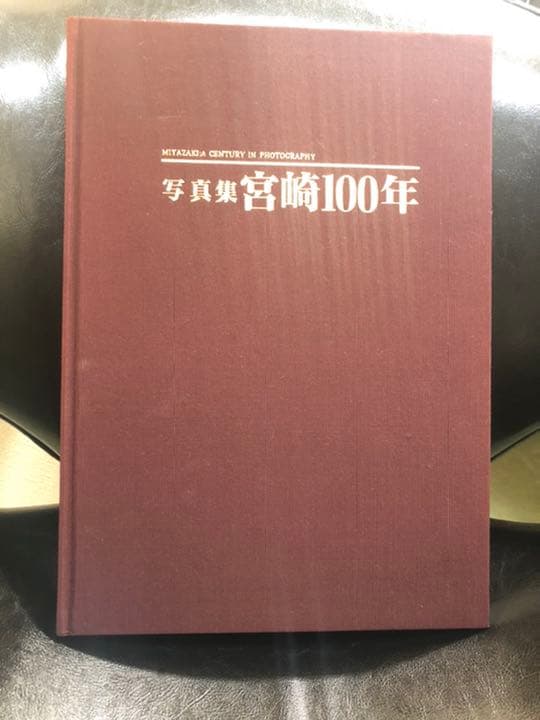 MIYAZAKI:A CENTURY IN PHOTOGRAPHY
写真集宮崎100年